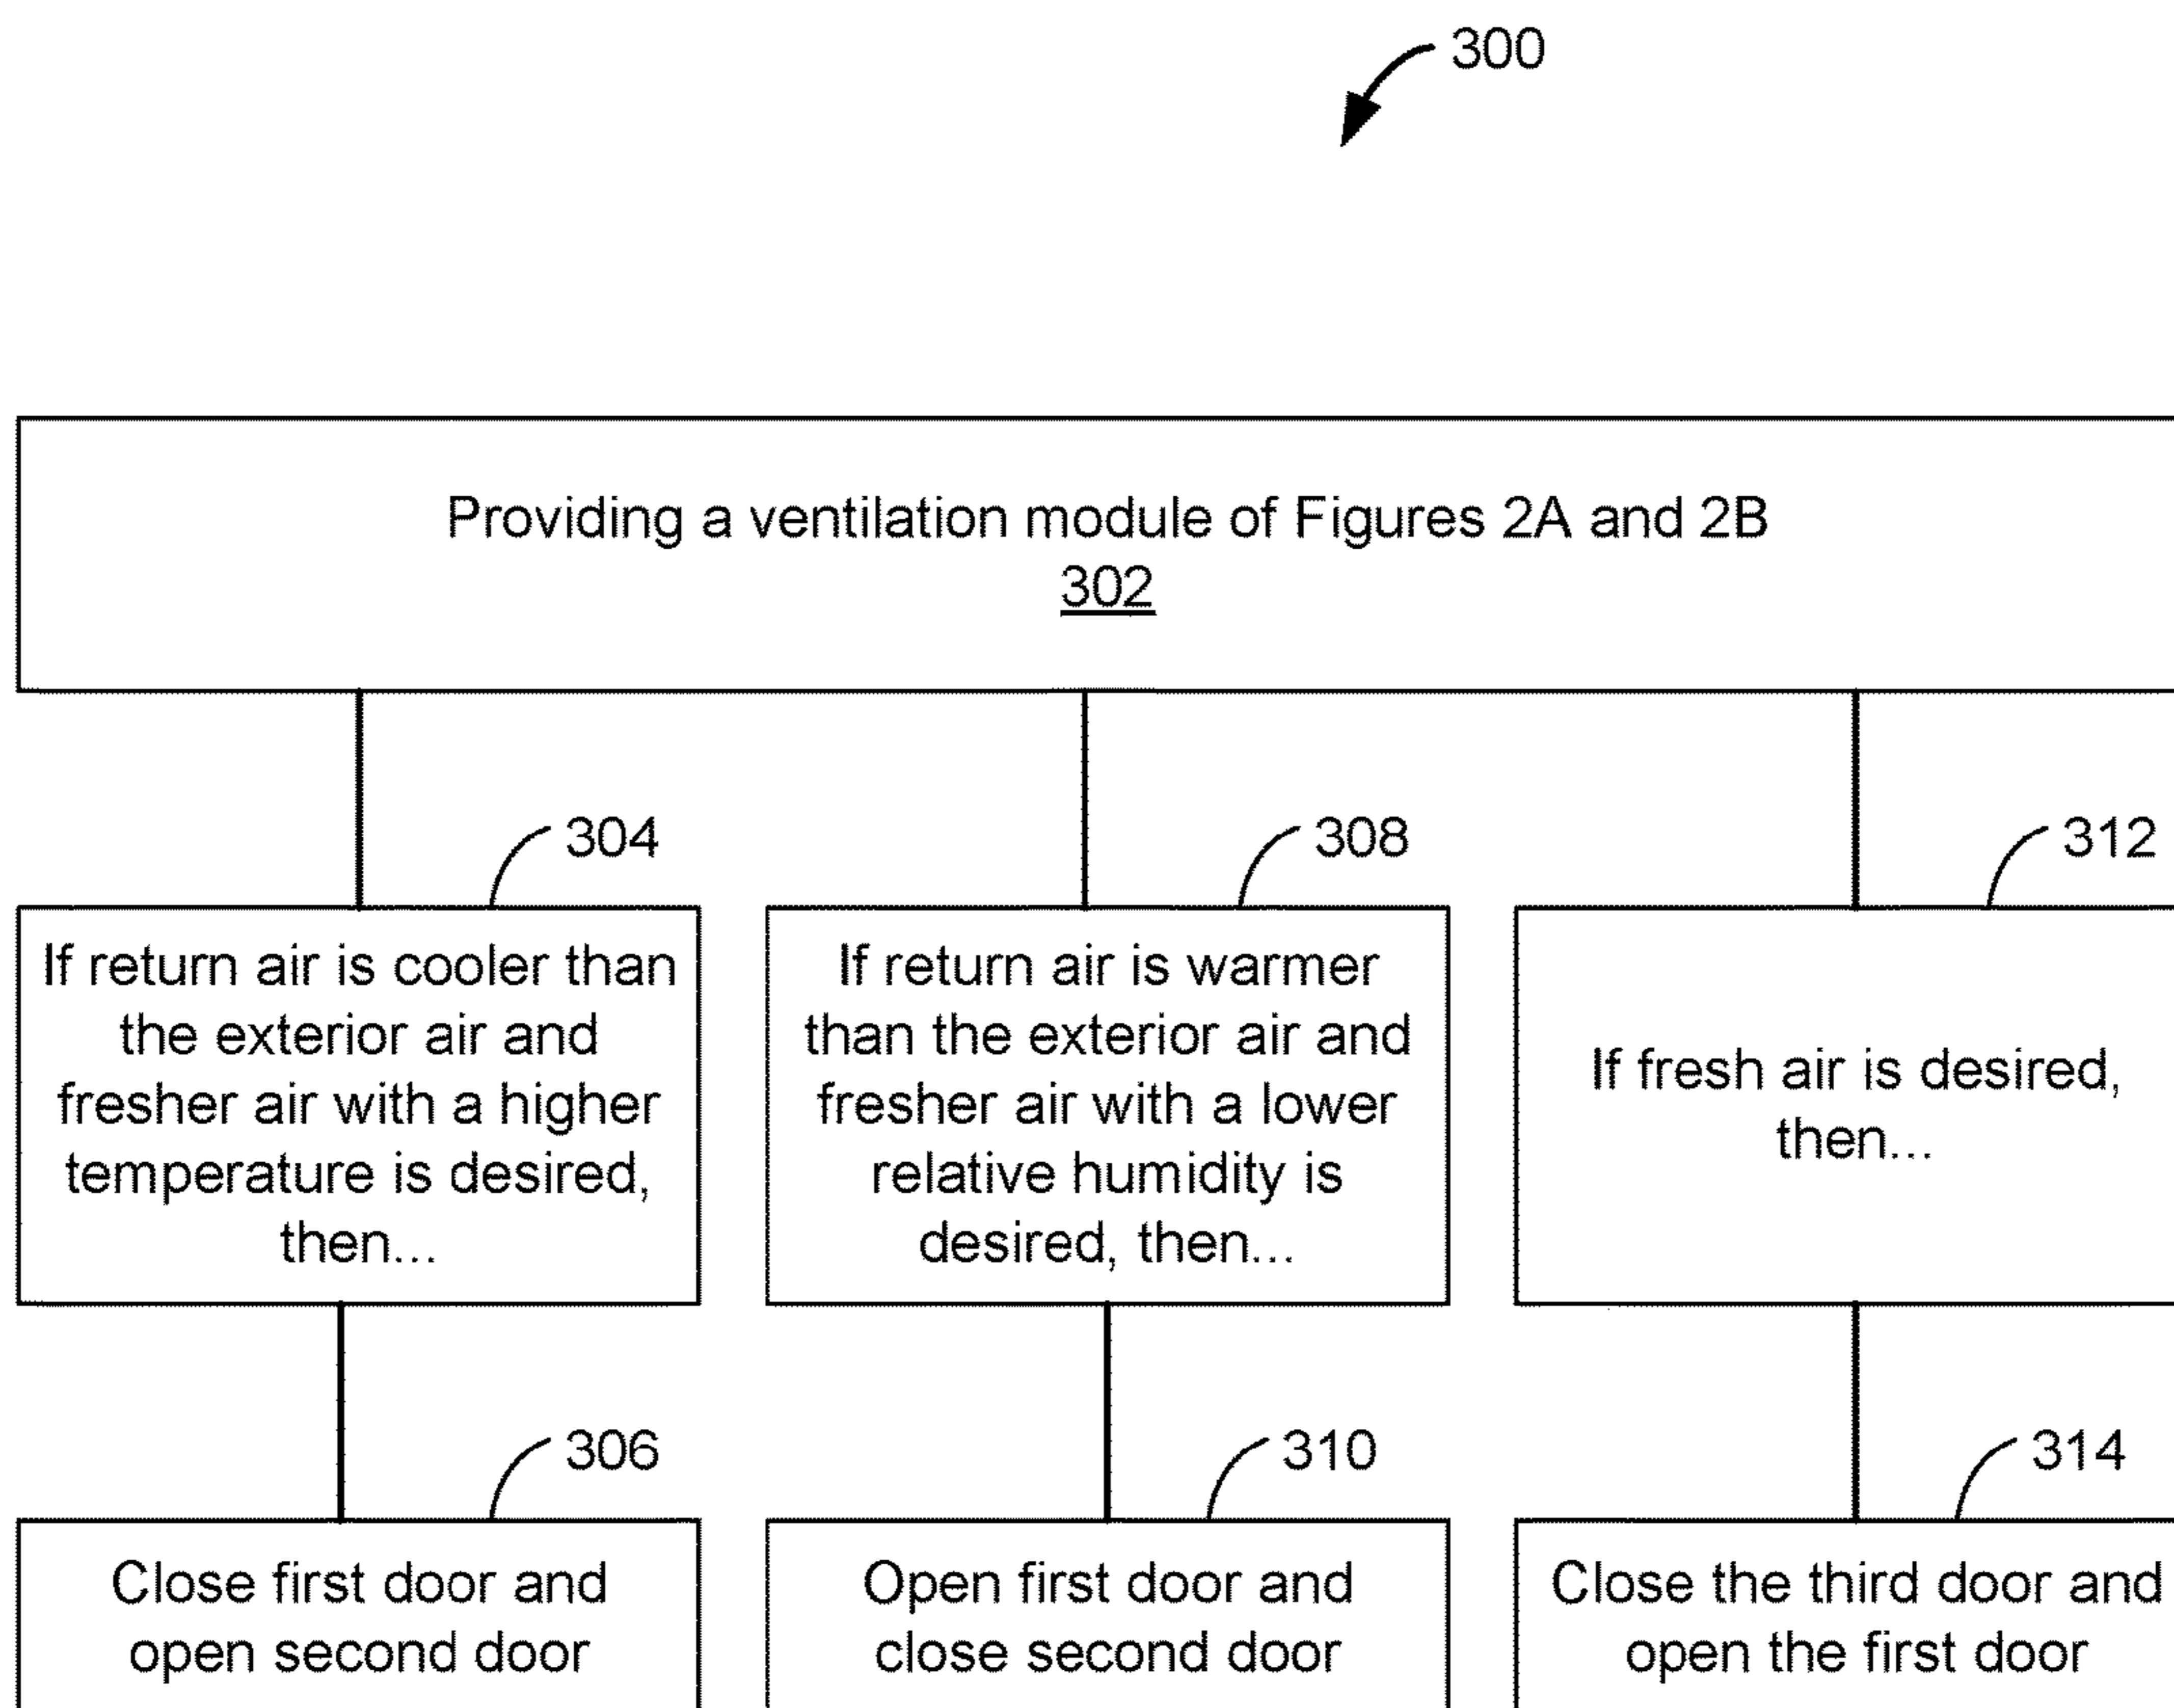 300
Providing a ventilation module of Figures 2A and 2B
302
304
If return air is cooler than
the exterior air and
fresher air with a higher
temperature is desired,
then...
308
If return air is warmer
than the exterior air and
fresher air with a lower
relative humidity is
desired, then...
312
If fresh air is desired,
then...
306
Close first door and
open second door
310
Open first door and
close second door
314
Close the third door and
open the first door